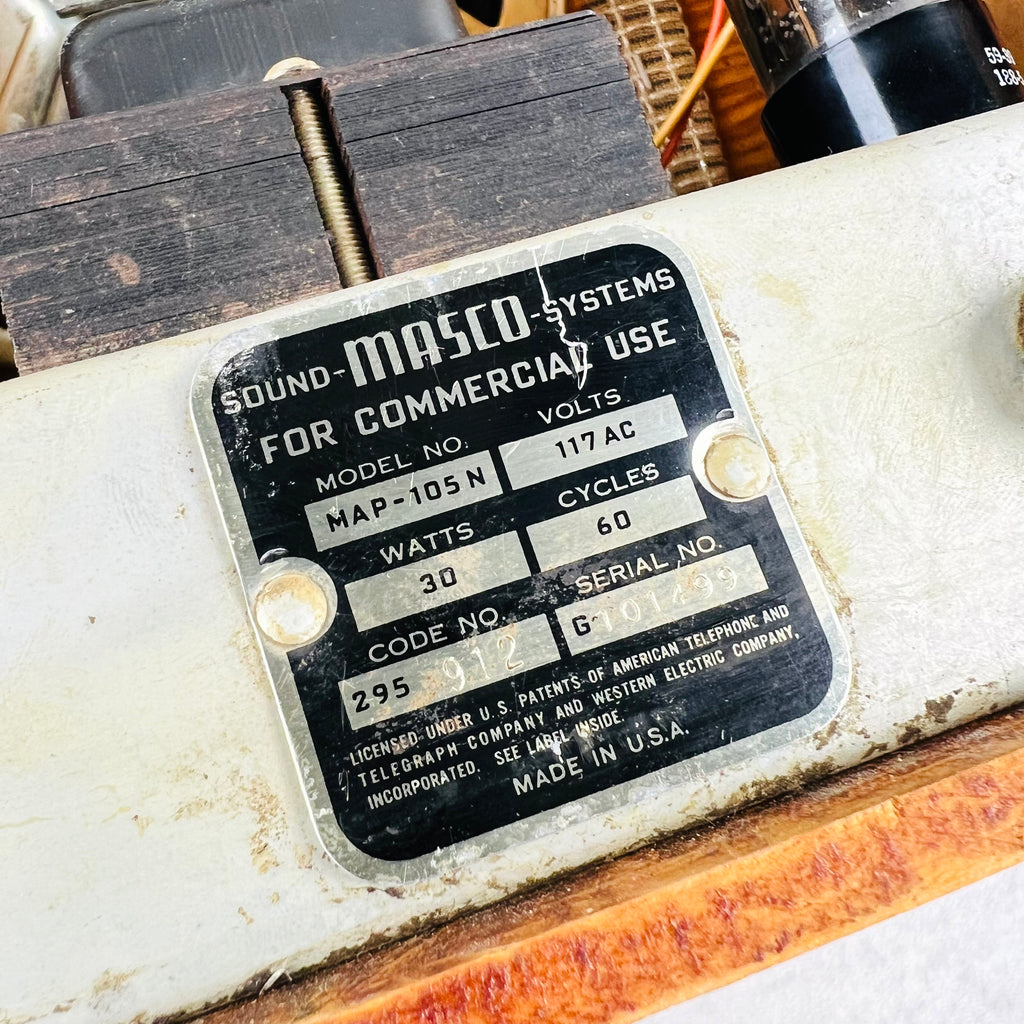 SOUND-MASCO-SYSTEMS
FOR COMMERCIAL USE
MODEL NO. VOLTS
MAP-105N 117 AC
WATTS CYCLES
30 60
CODE NO. SERIAL NO.
295 912 GT01499
LICENSED UNDER U.S. PATENTS OF AMERICAN TELEPHONE AND
TELEGRAPH COMPANY AND WESTERN ELECTRIC COMPANY,
INCORPORATED. SEE LABEL INSIDE.
MADE IN U.S.A.